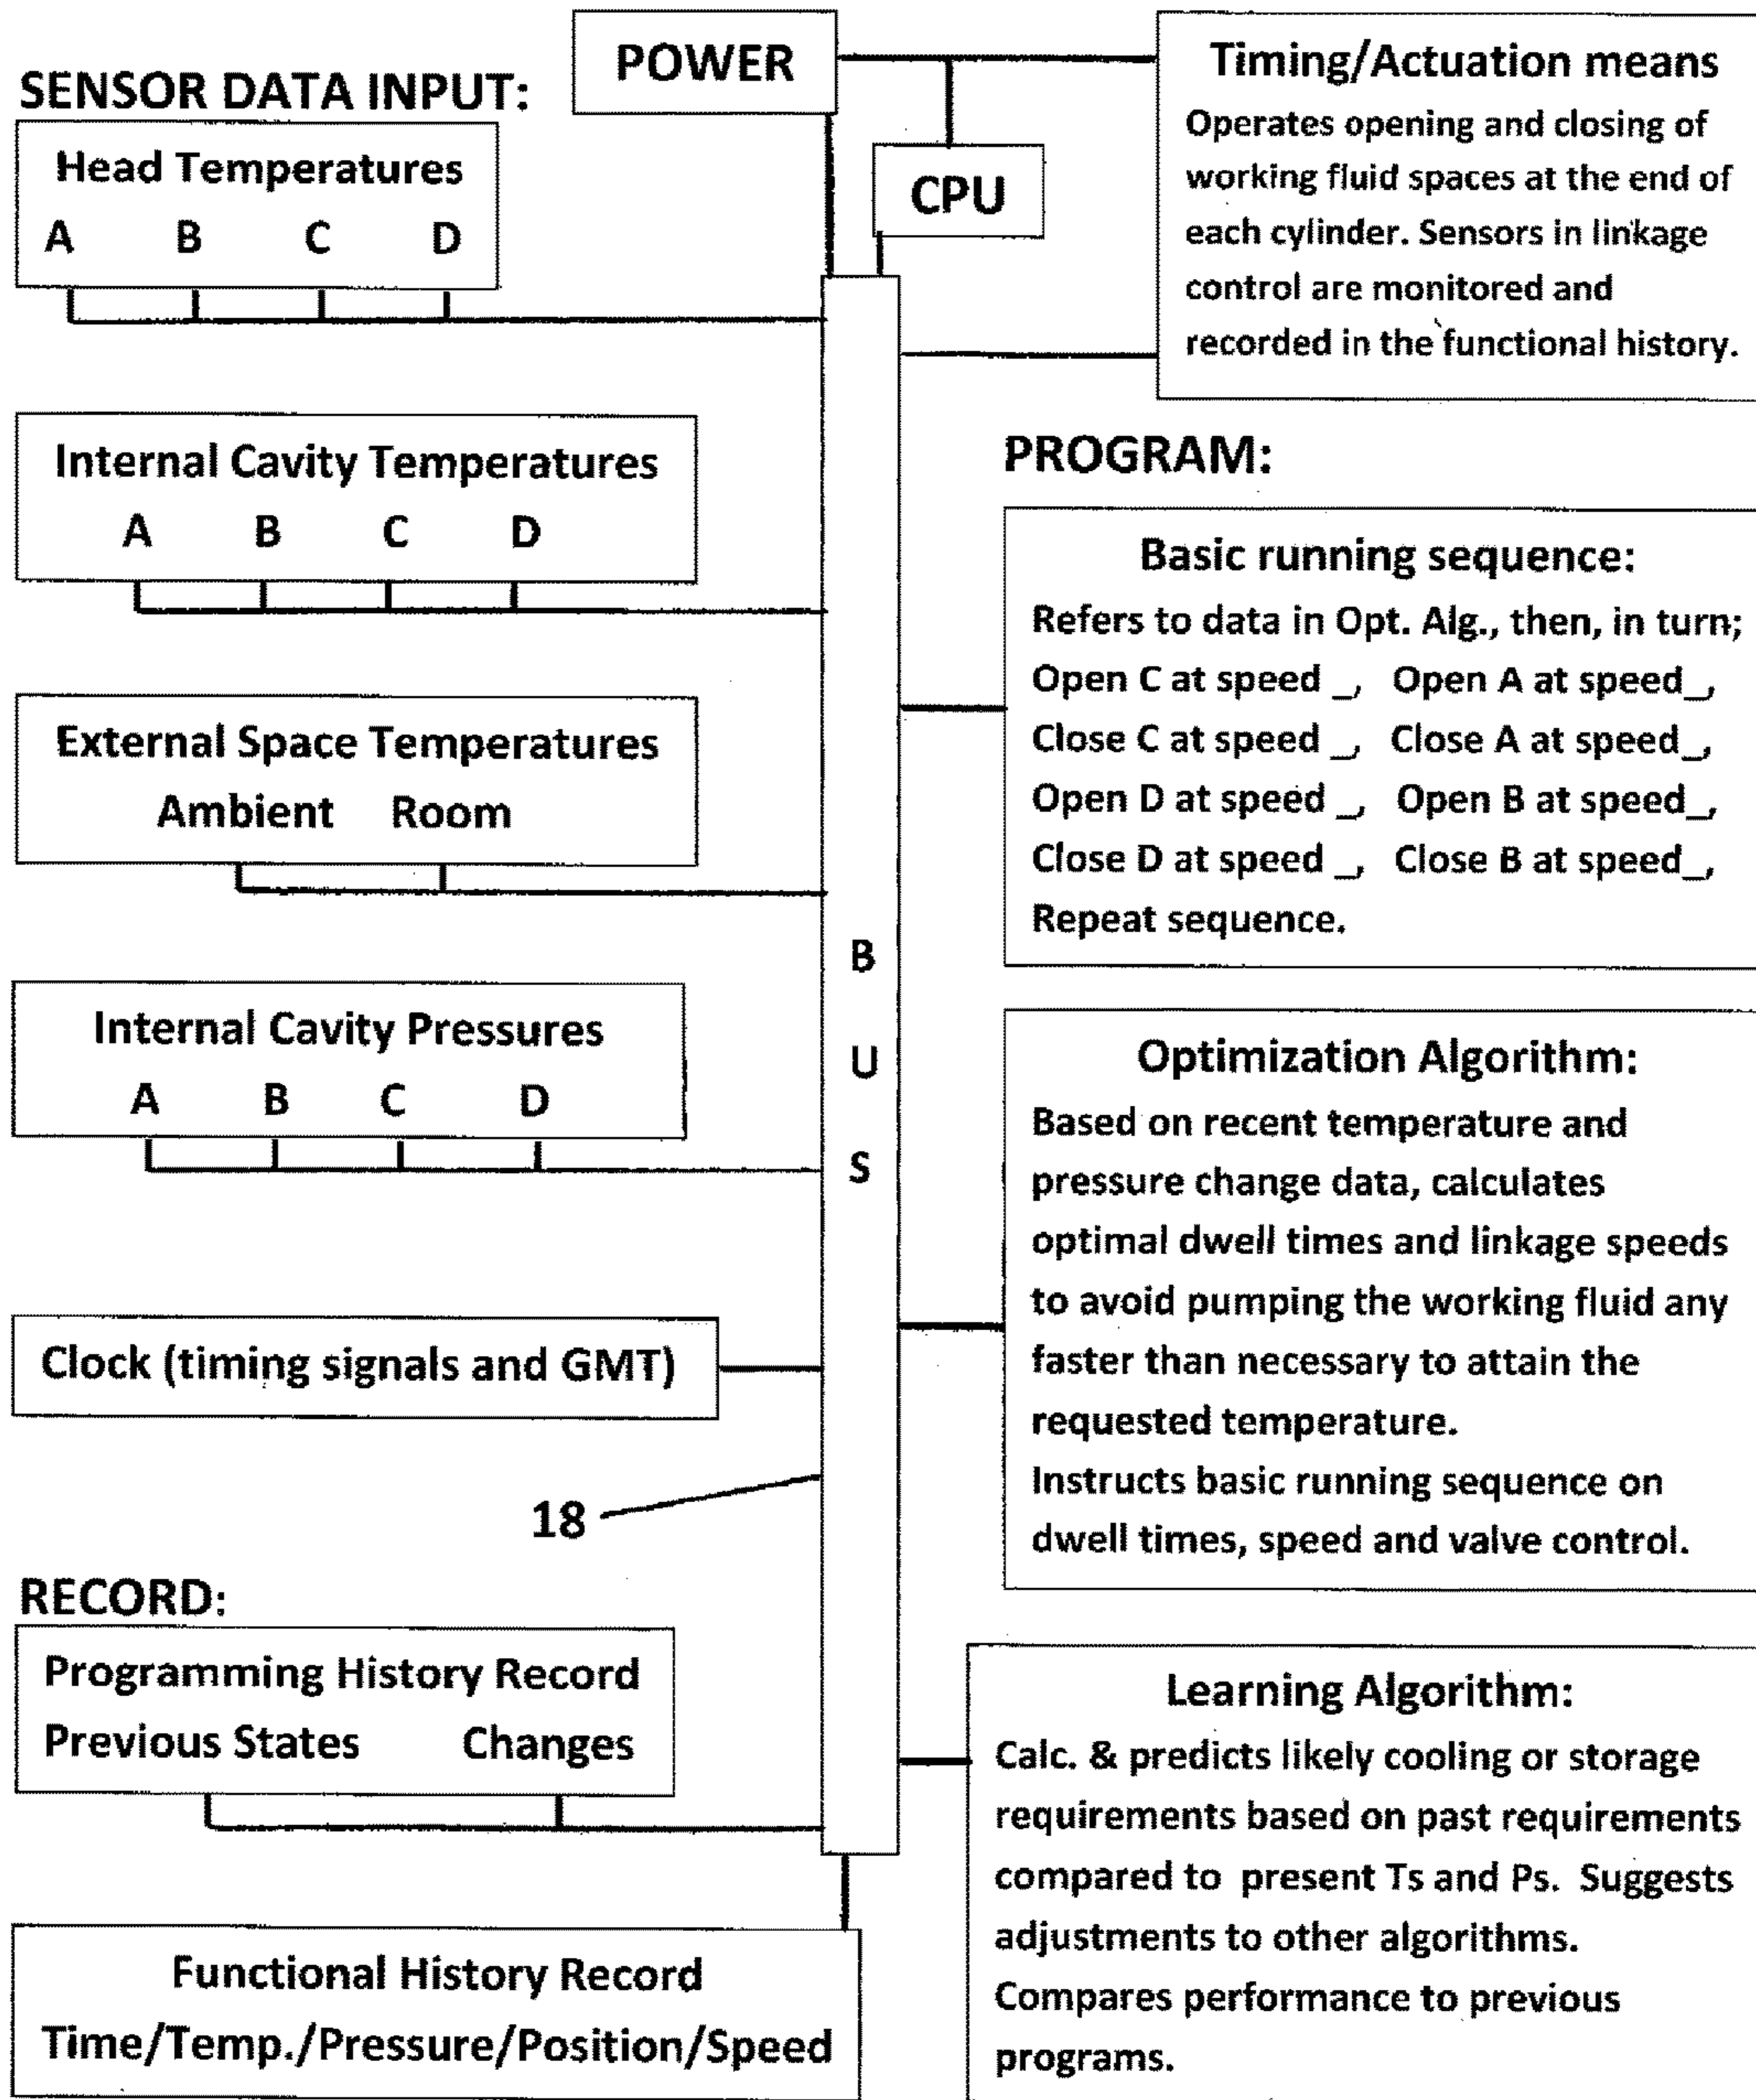 POWER
CPU
SENSOR DATA INPUT:
Head Temperatures
A B C D
Internal Cavity Temperatures
A B C D
External Space Temperatures
Ambient Room
Internal Cavity Pressures
A B C D
Clock (timing signals and GMT)
18
RECORD:
Programming History Record
Previous States Changes
Functional History Record
Time/Temp./Pressure/Position/Speed
B
U
S
Timing/Actuation means
Operates opening and closing of
working fluid spaces at the end of
each cylinder. Sensors in linkage
control are monitored and
recorded in the functional history.
PROGRAM:
Basic running sequence:
Refers to data in Opt. Alg., then, in turn;
Open C at speed _, Open A at speed_,
Close C at speed _, Close A at speed_,
Open D at speed _, Open B at speed_,
Close D at speed _, Close B at speed_,
Repeat sequence.
Optimization Algorithm:
Based on recent temperature and
pressure change data, calculates
optimal dwell times and linkage speeds
to avoid pumping the working fluid any
faster than necessary to attain the
requested temperature.
Instructs basic running sequence on
dwell times, speed and valve control.
Learning Algorithm:
Calc. & predicts likely cooling or storage
requirements based on past requirements
compared to present Ts and Ps. Suggests
adjustments to other algorithms.
Compares performance to previous
programs.